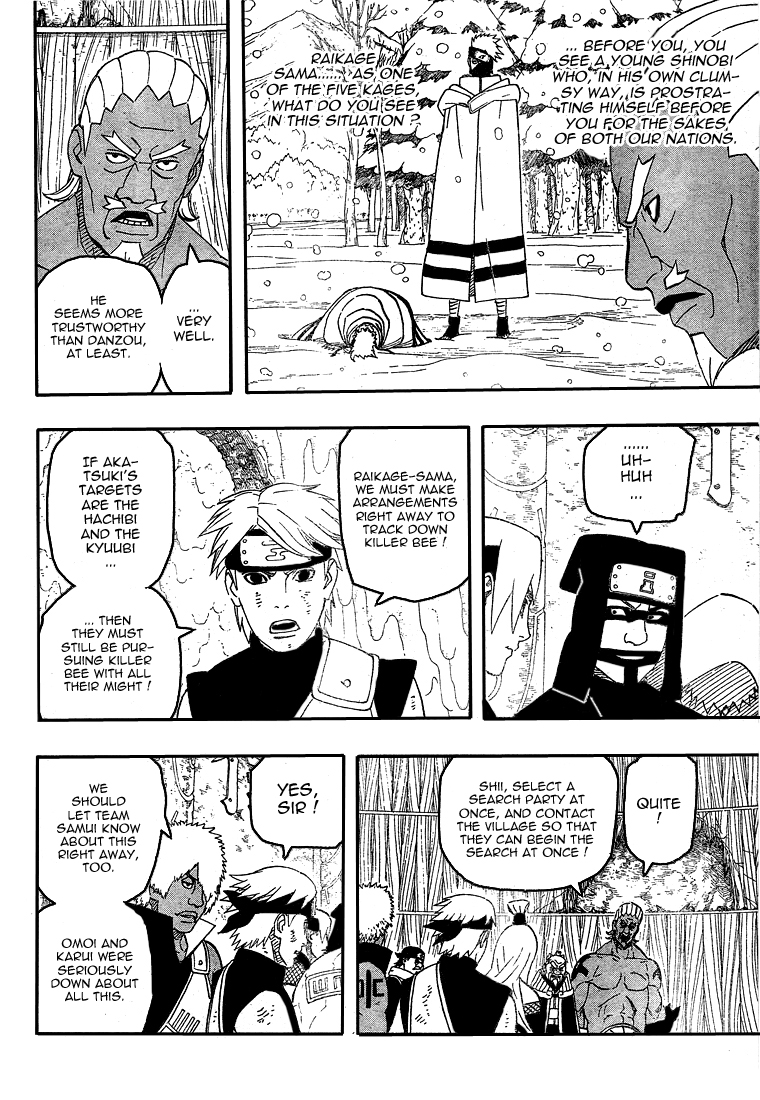 ... BEFORE YOU, YOU
SEE A YOUNG SHINOBI
WHO, IN HIS OWN CLUM-
SY WAY, IS PROSTRA-
TING HIMSELF BEFORE
YOU FOR THE SAKES
OF BOTH OUR NATIONS.
RAIKAGE
SAMA...... AS ONE
OF THE FIVE KAGES,
WHAT DO YOU SEE
IN THIS SITUATION ?
...
VERY
WELL.
HE
SEEMS MORE
TRUSTWORTHY
THAN DANZOU,
AT LEAST.
......
UH-
HUH
...
RAIKAGE-SAMA,
WE MUST MAKE
ARRANGEMENTS
RIGHT AWAY TO
TRACK DOWN
KILLER BEE !
IF AKA-
TSUKI'S
TARGETS
ARE THE
HACHIBI
AND THE
KYUUBI
...
... THEN
THEY MUST
STILL BE PUR-
SUING KILLER
BEE WITH ALL
THEIR MIGHT !
QUITE
!
SHII, SELECT A
SEARCH PARTY AT
ONCE, AND CONTACT
THE VILLAGE SO THAT
THEY CAN BEGIN THE
SEARCH AT ONCE !
YES,
SIR !
WE
SHOULD
LET TEAM
SAMUI KNOW
ABOUT THIS
RIGHT AWAY,
TOO.
OMOI AND
KARUI WERE
SERIOUSLY
DOWN ABOUT
ALL THIS.